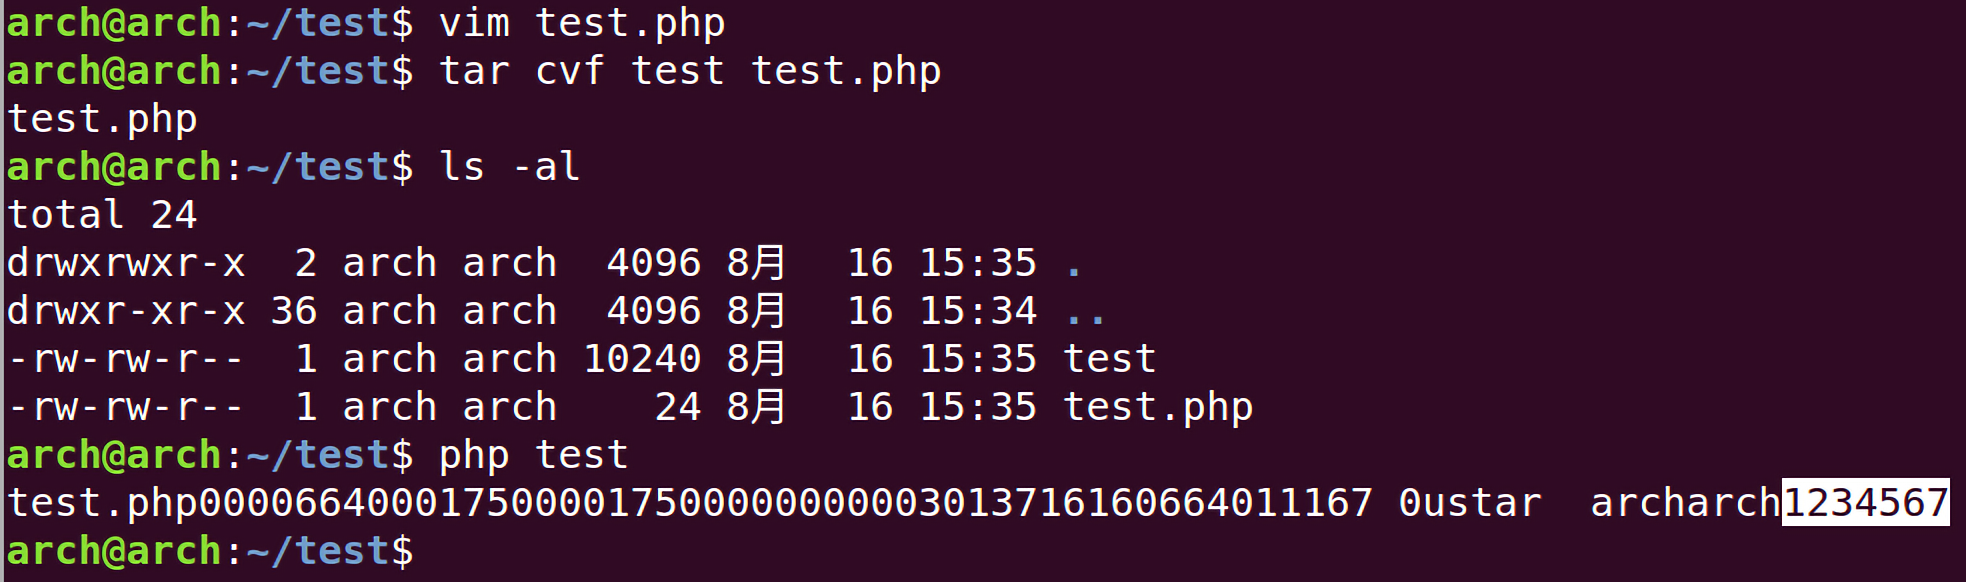 arch@arch:~/test$ vim test.php
arch@arch:~/test$ tar cvf test test.php
test.php
arch@arch:~/test$ ls -al
total 24
drwxrwxr-x  2 arch arch  4096 8月   16 15:35 .
drwxr-xr-x 36 arch arch  4096 8月   16 15:34 ..
-rw-rw-r--  1 arch arch 10240 8月   16 15:35 test
-rw-rw-r--  1 arch arch    24 8月   16 15:35 test.php
arch@arch:~/test$ php test
test.php0000664000175000017500000000003013716160664011167 0ustar  archarch1234567
arch@arch:~/test$